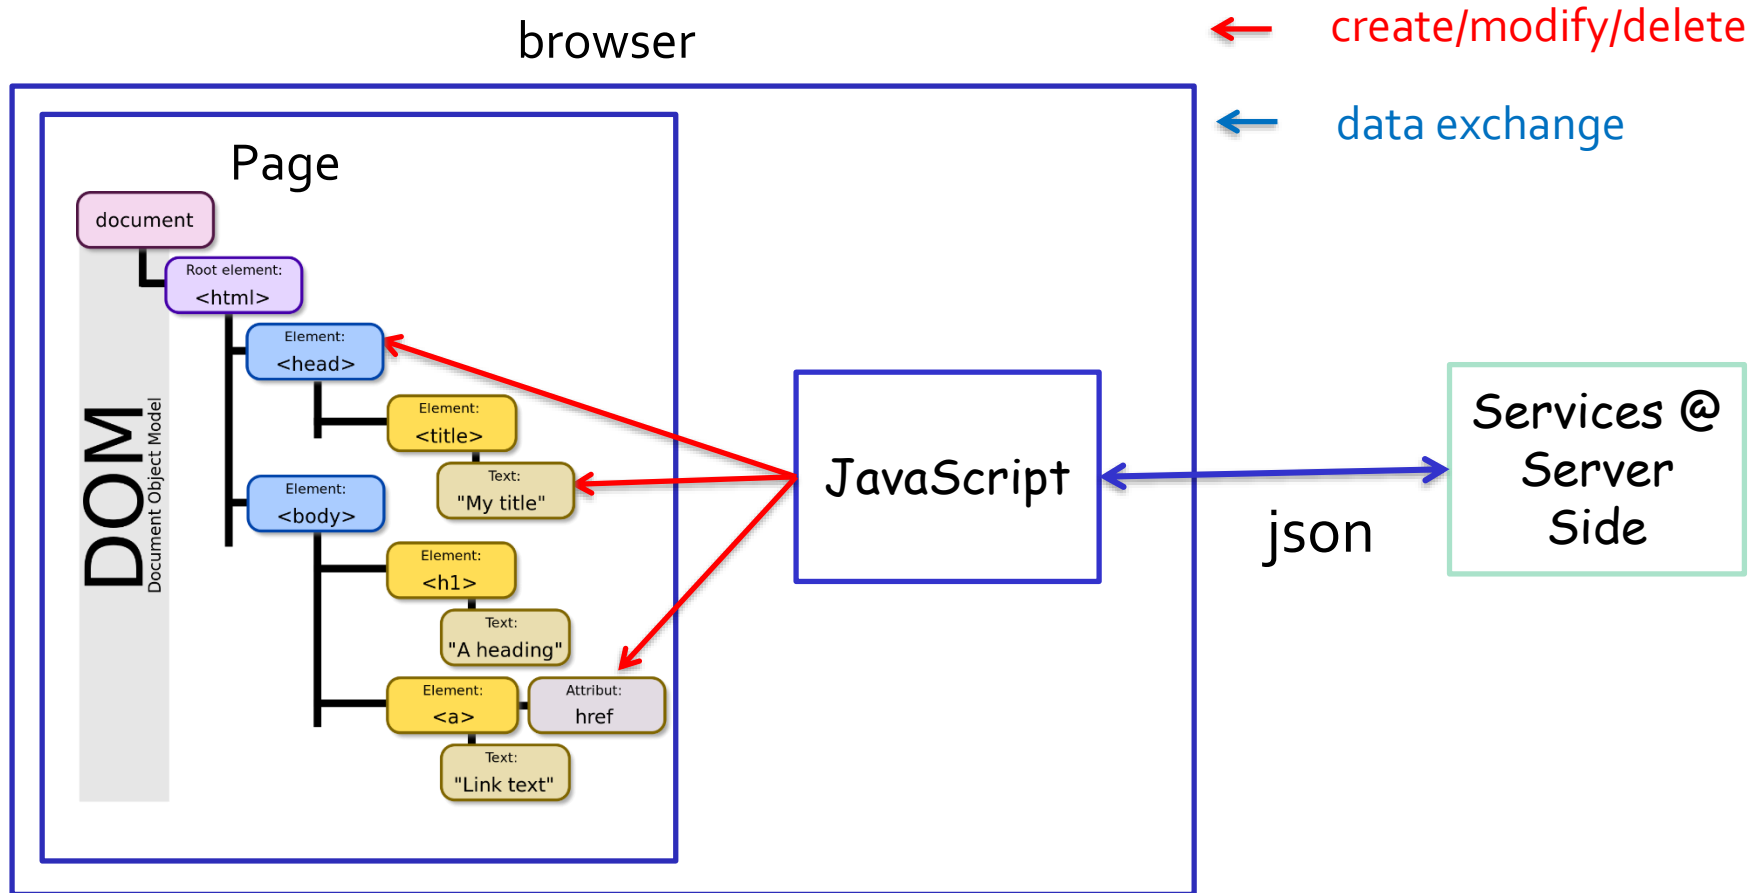 browser
create/modify/delete
data exchange
Page
document
Root element:
<html>
Element:
<head>
Element:
<title>
Text:
"My title"
Element:
<body>
Element:
<h1>
Text:
"A heading"
Element:
<a>
Attribut:
href
Text:
"Link text"
DOM
Document Object Model
JavaScript
json
Services @
Server
Side